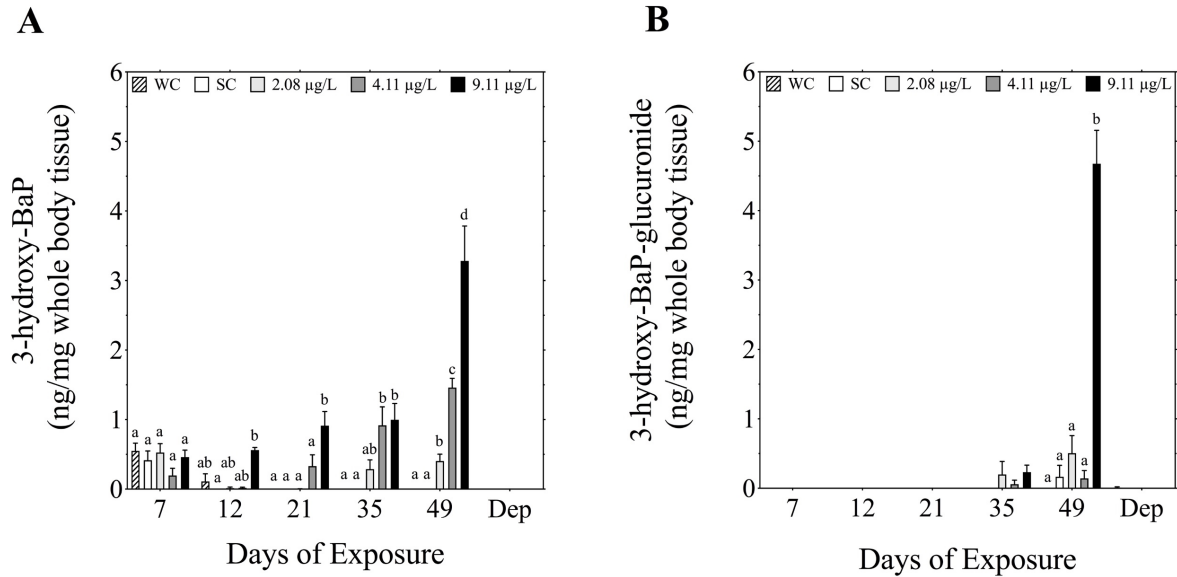 A
WC SC 2.08 µg/L 4.11 µg/L 9.11 µg/L
3-hydroxy-BaP
(ng/mg whole body tissue)
6
5
4
3
2
1
0
a a a a a
ab a ab ab b
a a a a b
a a ab b b
a a b c d
7 12 21 35 49 Dep
Days of Exposure
B
WC SC 2.08 µg/L 4.11 µg/L 9.11 µg/L
3-hydroxy-BaP-glucuronide
(ng/mg whole body tissue)
6
5
4
3
2
1
0
a a a a b
7 12 21 35 49 Dep
Days of Exposure